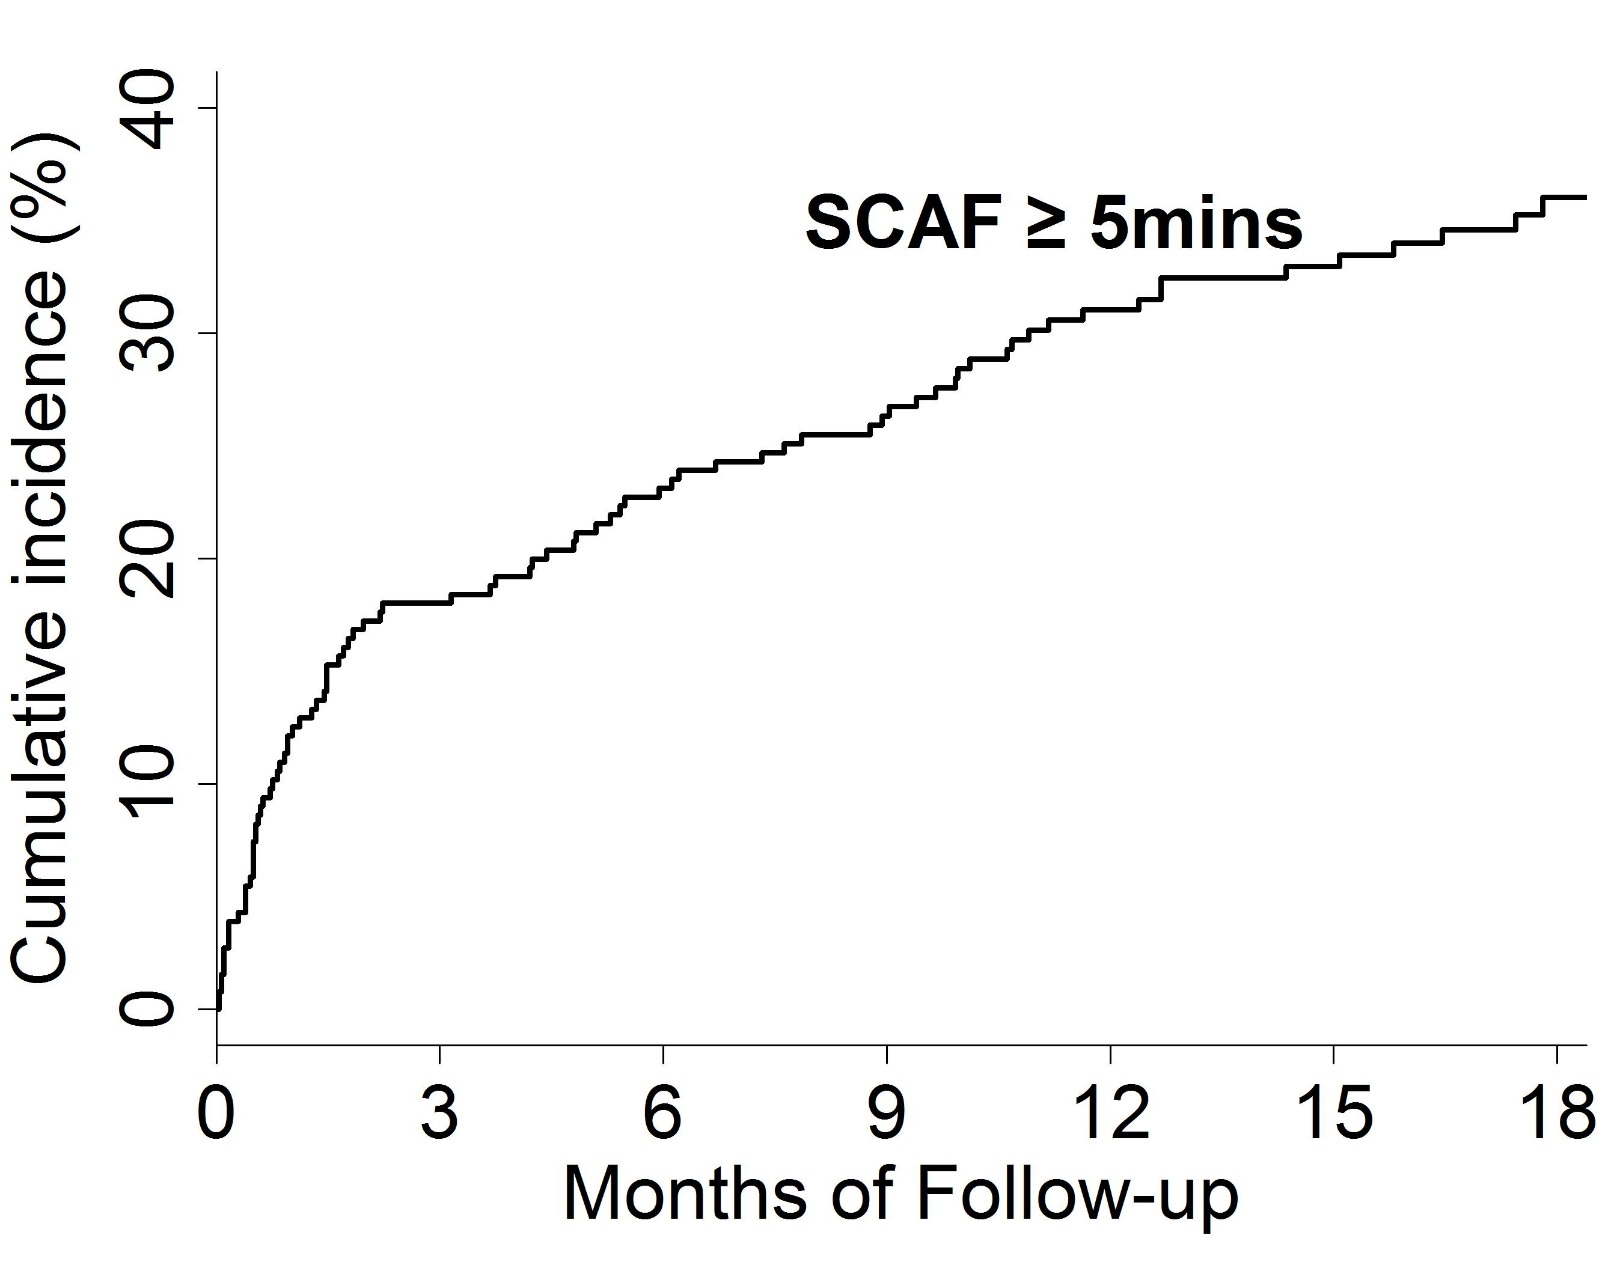 Cumulative incidence (%)
40
30
20
10
0
SCAF ≥ 5mins
0 3 6 9 12 15 18
Months of Follow-up